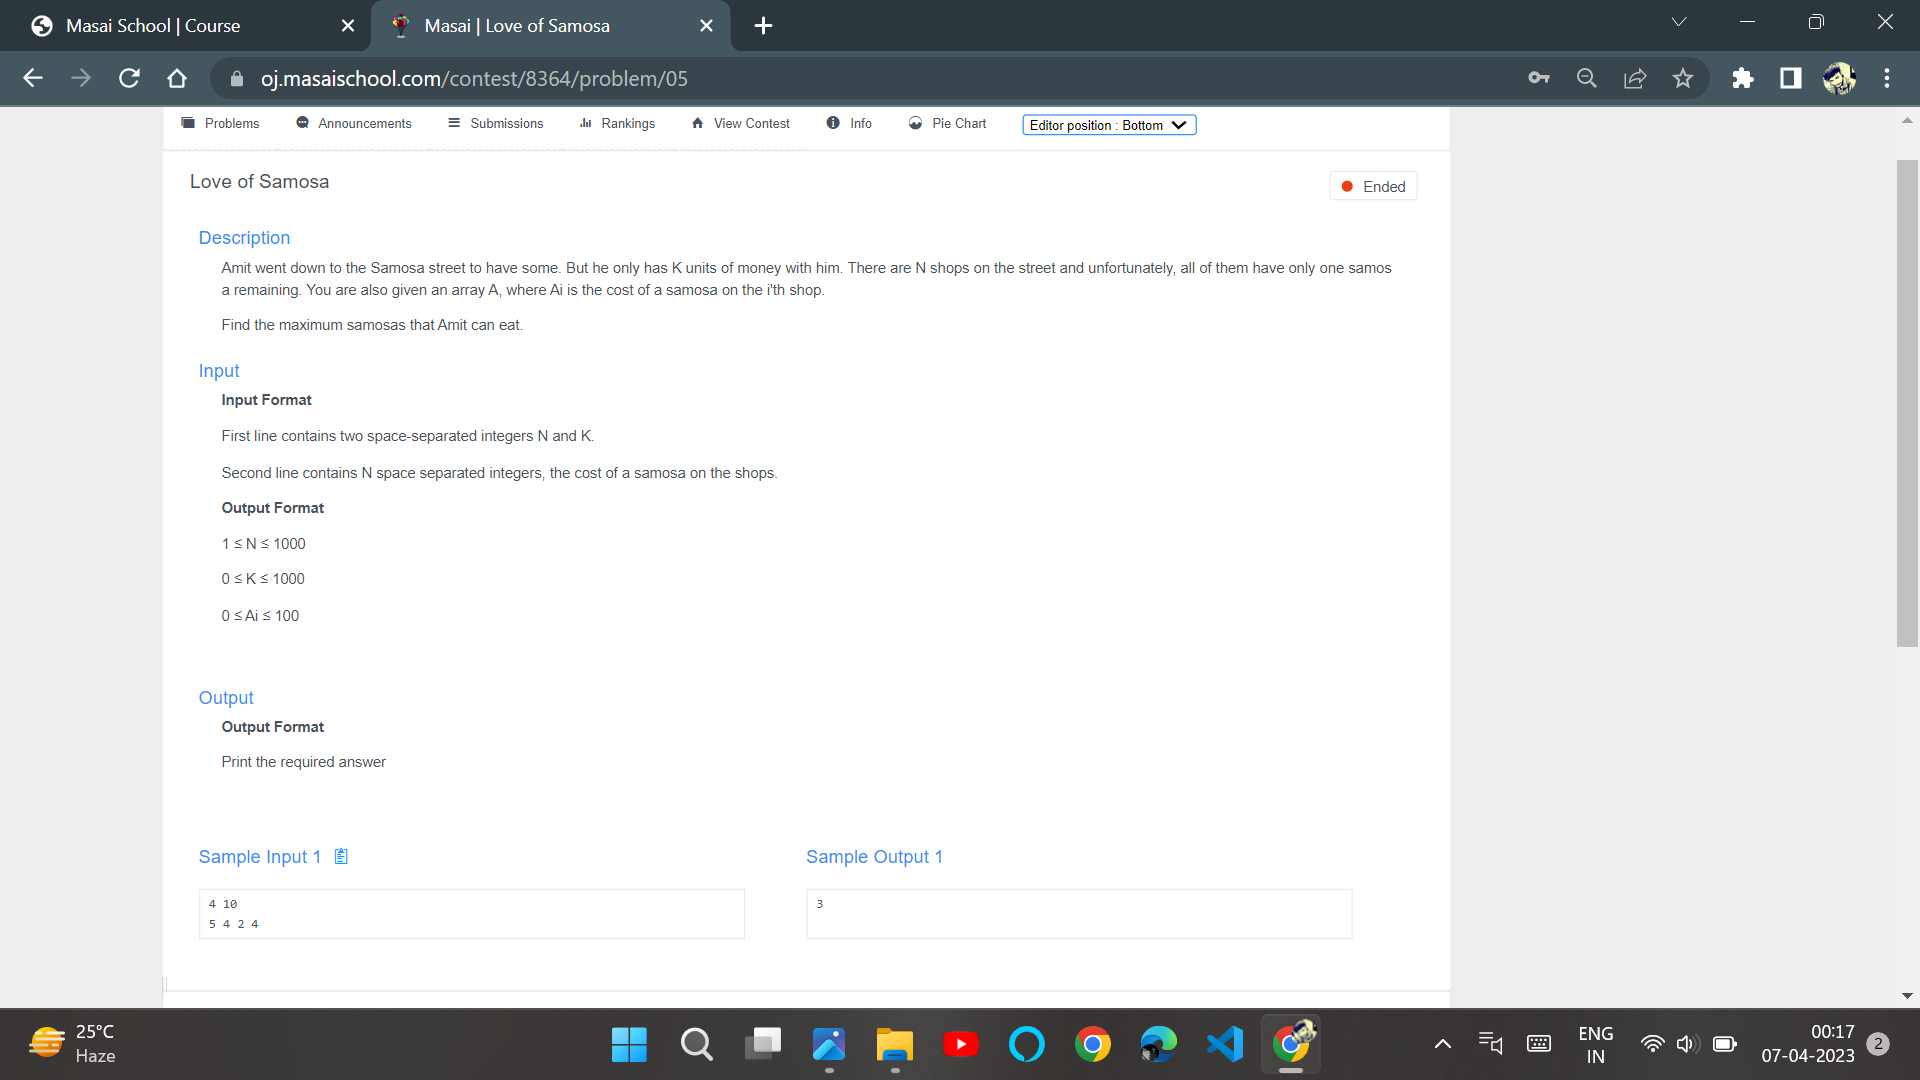 Masai School | Course
Masai | Love of Samosa
oj.masaischool.com/contest/8364/problem/05
Problems Announcements Submissions Rankings View Contest Info Pie Chart Editor position : Bottom
Love of Samosa
Ended
Description
Amit went down to the Samosa street to have some. But he only has K units of money with him. There are N shops on the street and unfortunately, all of them have only one samos
a remaining. You are also given an array A, where Ai is the cost of a samosa on the i'th shop.
Find the maximum samosas that Amit can eat.
Input
Input Format
First line contains two space-separated integers N and K.
Second line contains N space separated integers, the cost of a samosa on the shops.
Output Format
1 ≤ N ≤ 1000
0 ≤ K ≤ 1000
0 ≤ Ai ≤ 100
Output
Output Format
Print the required answer
Sample Input 1
Sample Output 1
4 10
5 4 2 4
3
25°C
Haze
ENG
IN
00:17
07-04-2023
2